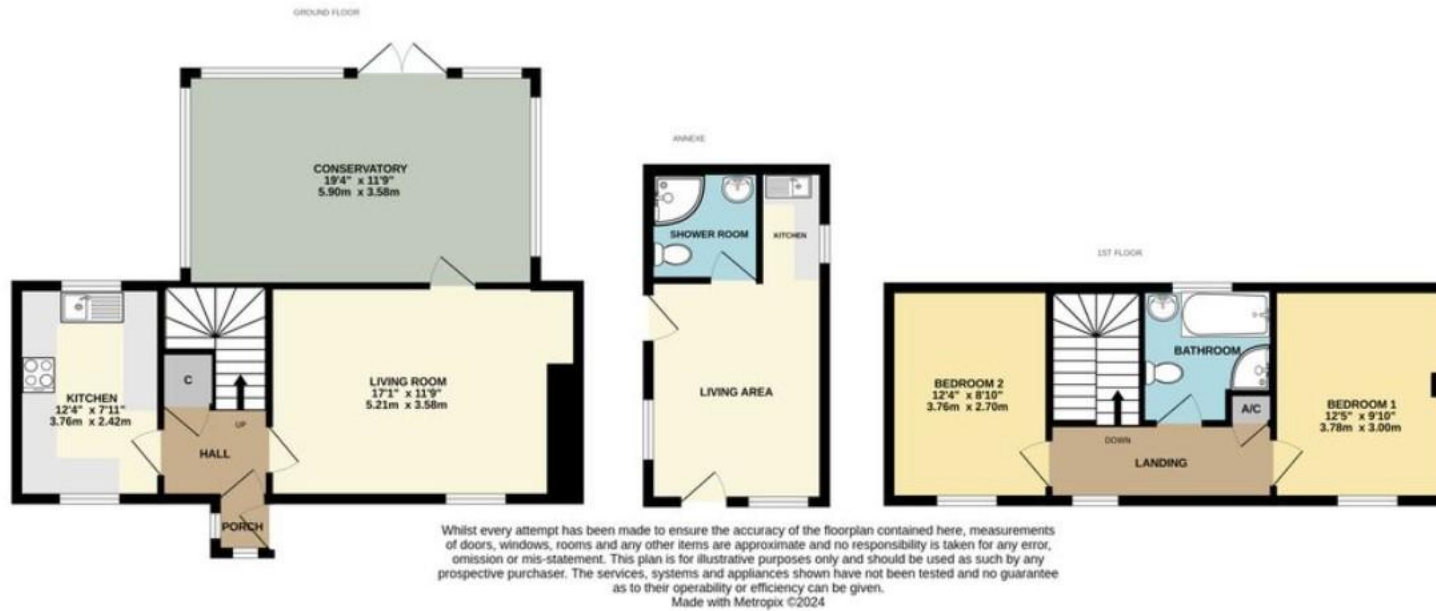 GROUND FLOOR
CONSERVATORY
19'4" x 11'9"
5.90m x 3.58m
KITCHEN
12'4" x 7'11"
3.76m x 2.42m
C
UP
HALL
PORCH
LIVING ROOM
17'1" x 11'9"
5.21m x 3.58m
ANNEXE
SHOWER ROOM
KITCHEN
LIVING AREA
1ST FLOOR
BEDROOM 2
12'4" x 8'10"
3.76m x 2.70m
DOWN
LANDING
BATHROOM
A/C
BEDROOM 1
12'5" x 9'10"
3.78m x 3.00m
Whilst every attempt has been made to ensure the accuracy of the floorplan contained here, measurements
of doors, windows, rooms and any other items are approximate and no responsibility is taken for any error,
omission or mis-statement. This plan is for illustrative purposes only and should be used as such by any
prospective purchaser. The services, systems and appliances shown have not been tested and no guarantee
as to their operability or efficiency can be given.
Made with Metropix ©2024